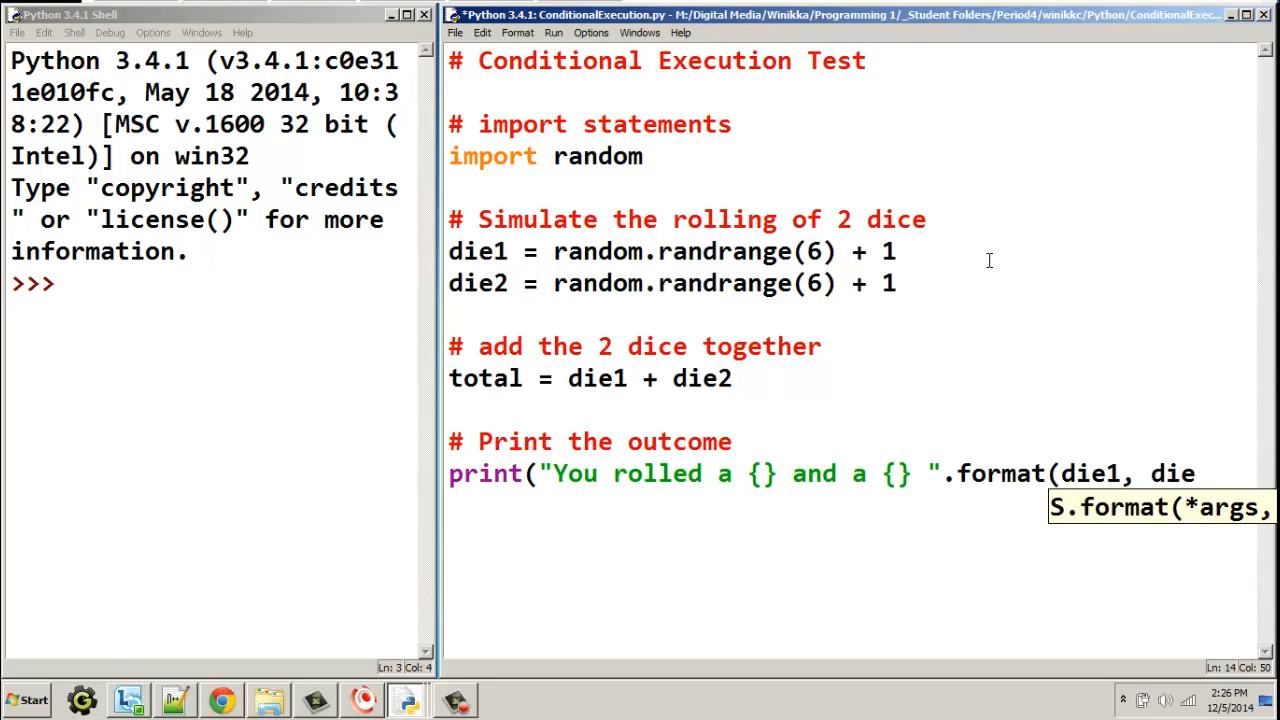 Python 3.4.1 Shell
File Edit Shell Debug Options Windows Help
Python 3.4.1 (v3.4.1:c0e31
1e010fc, May 18 2014, 10:3
8:22) [MSC v.1600 32 bit (
Intel)] on win32
Type "copyright", "credits
" or "license()" for more
information.
>>>
Ln: 3 Col: 4
*Python 3.4.1: ConditionalExecution.py - M:/Digital Media/Winikka/Programming 1/_Student Folders/Period4/winikkc/Python/ConditionalExec...
File Edit Format Run Options Windows Help
# Conditional Execution Test
# import statements
import random
# Simulate the rolling of 2 dice
die1 = random.randrange(6) + 1
die2 = random.randrange(6) + 1
# add the 2 dice together
total = die1 + die2
# Print the outcome
print("You rolled a {} and a {} ".format(die1, die
S.format(*args,
Ln: 14 Col: 50
Start
2:26 PM
12/5/2014